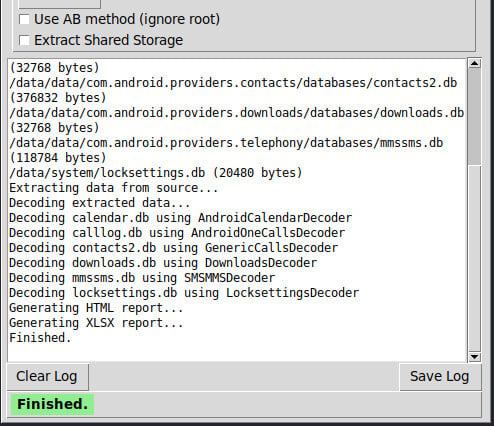 Use AB method (ignore root)
Extract Shared Storage
(32768 bytes)
/data/data/com.android.providers.contacts/databases/contacts2.db
(376832 bytes)
/data/data/com.android.providers.downloads/databases/downloads.db
(32768 bytes)
/data/data/com.android.providers.telephony/databases/mmssms.db
(118784 bytes)
/data/system/locksettings.db (20480 bytes)
Extracting data from source...
Decoding extracted data...
Decoding calendar.db using AndroidCalendarDecoder
Decoding calllog.db using AndroidOneCallsDecoder
Decoding contacts2.db using GenericCallsDecoder
Decoding downloads.db using DownloadsDecoder
Decoding mmssms.db using SMSMMSDecoder
Decoding locksettings.db using LocksettingsDecoder
Generating HTML report...
Generating XLSX report...
Finished.
Clear Log
Save Log
Finished.